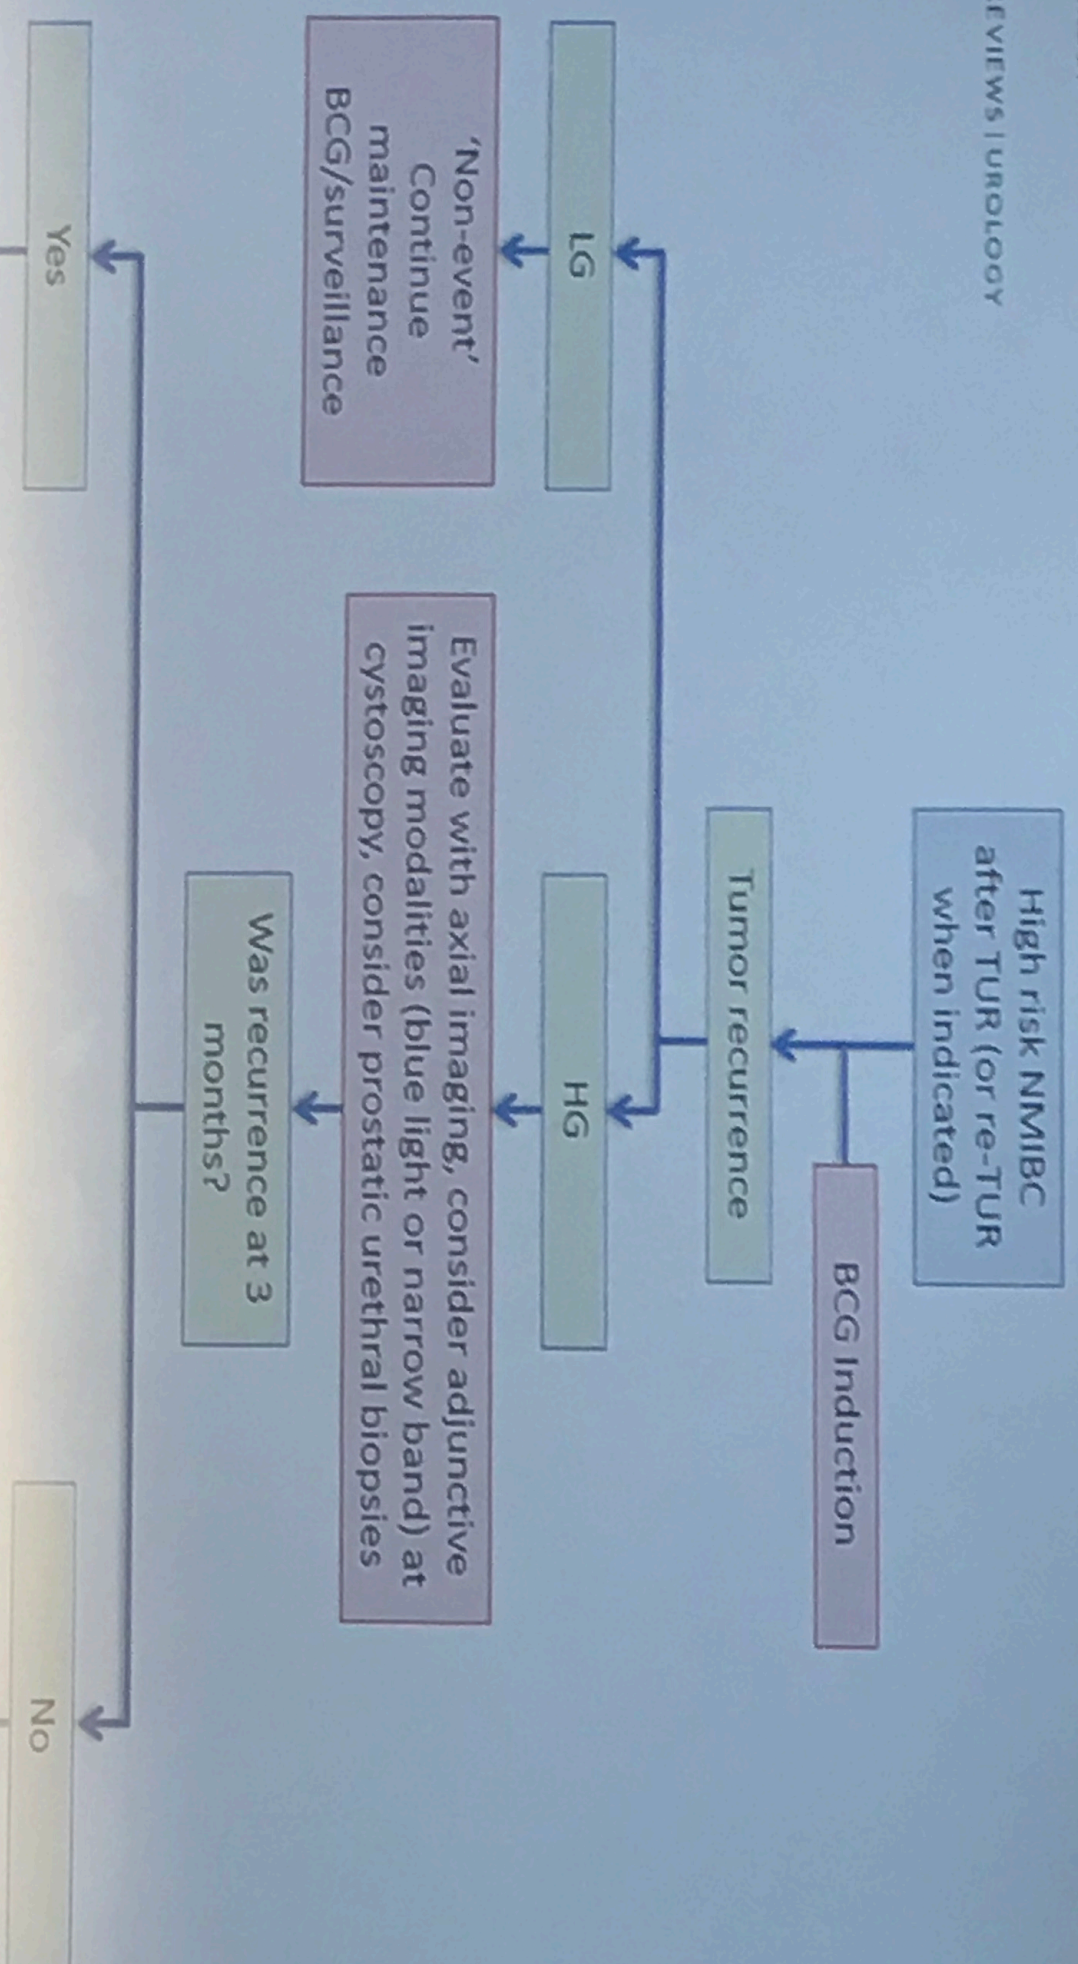 EVIEWS | UROLOGY
High risk NMIBC
after TUR (or re-TUR
when indicated)
BCG Induction
Tumor recurrence
LG
HG
'Non-event'
Continue
maintenance
BCG/surveillance
Evaluate with axial imaging, consider adjunctive
imaging modalities (blue light or narrow band) at
cystoscopy, consider prostatic urethral biopsies
Was recurrence at 3
months?
Yes
No